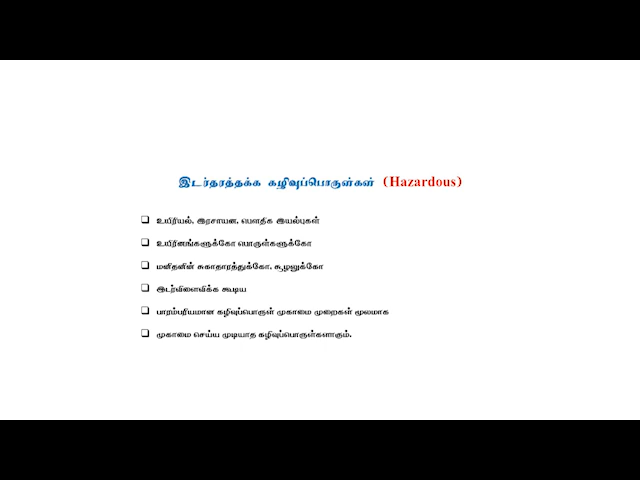 இடர்தரத்தக்க கழிவுப்பொருள்கள் (Hazardous)
❑ உயிரியல், இரசாயன, பௌதிக இயல்புகள்
❑ உயிரினங்களுக்கோ பொருள்களுக்கோ
❑ மனிதனின் சுகாதாரத்துக்கோ, சூழலுக்கோ
❑ இடர்விளைவிக்க கூடிய
❑ பாரம்பரியமான கழிவுப்பொருள் முகாமை முறைகள் மூலமாக
❑ முகாமை செய்ய முடியாத கழிவுப்பொருள்களாகும்.